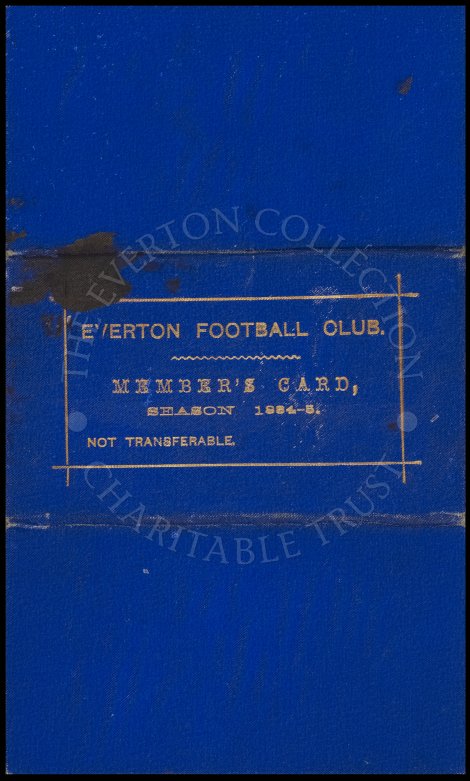 EVERTON FOOTBALL CLUB.
MEMBER'S CARD,
SEASON 1884-5.
NOT TRANSFERABLE.
THE EVERTON COLLECTION
CHARITABLE TRUST